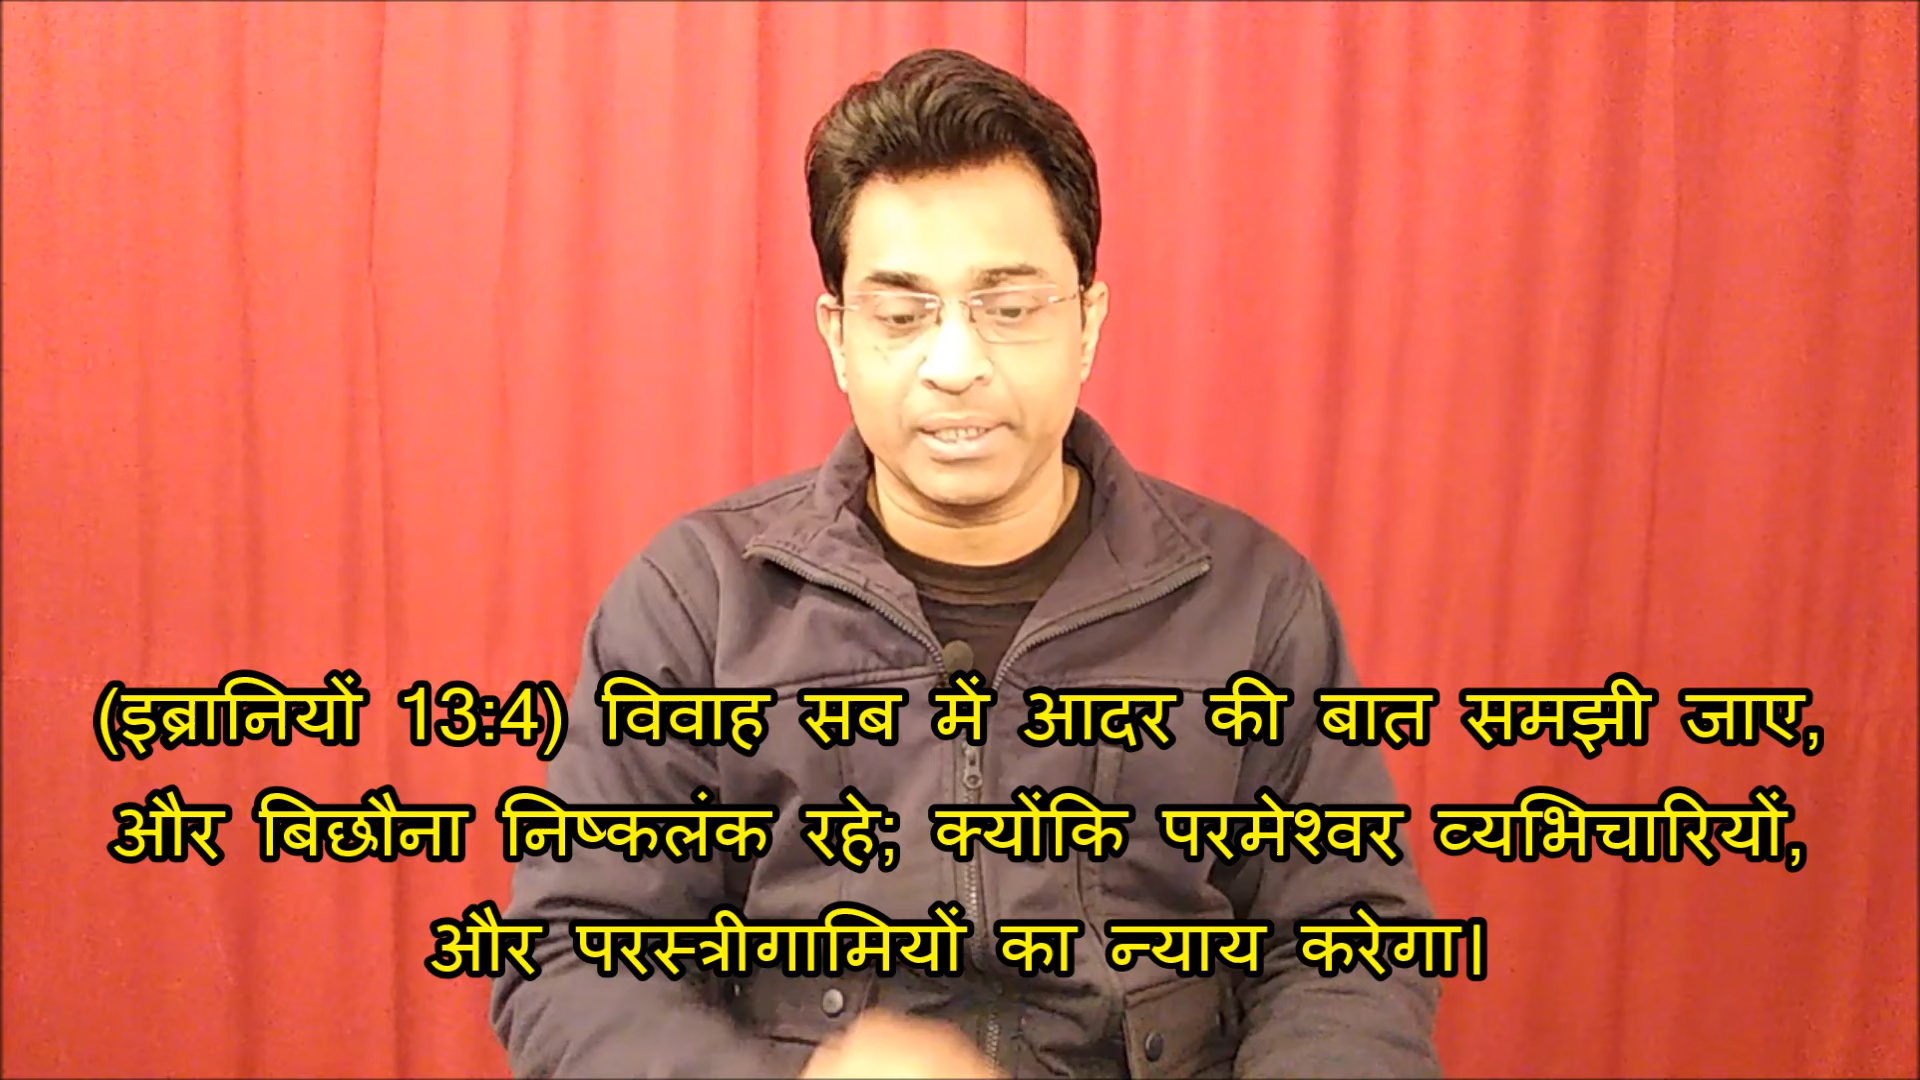 (इब्रानियों 13:4) विवाह सब में आदर की बात समझी जाए,
और बिछौना निष्कलंक रहे; क्योंकि परमेश्वर व्यभिचारियों,
और परस्त्रीगामियों का न्याय करेगा।